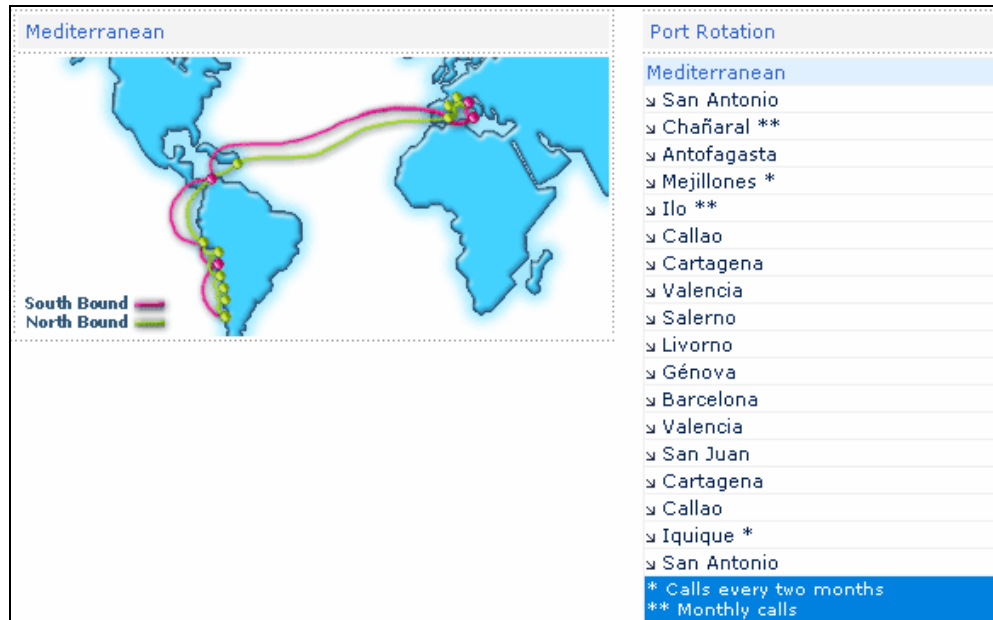 Mediterranean
South Bound
North Bound
Port Rotation
Mediterranean
San Antonio
Chañaral **
Antofagasta
Mejillones *
Ilo **
Callao
Cartagena
Valencia
Salerno
Livorno
Génova
Barcelona
Valencia
San Juan
Cartagena
Callao
Iquique *
San Antonio
* Calls every two months
** Monthly calls